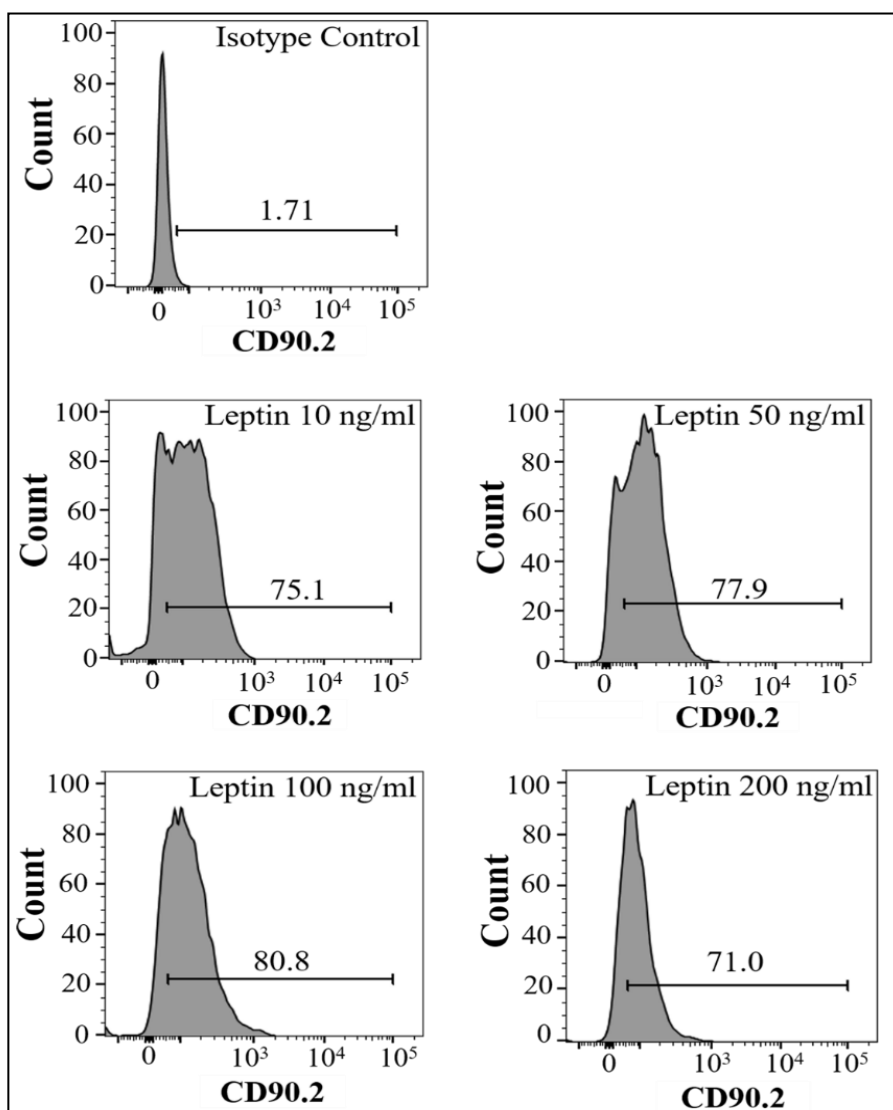 Isotype Control
Count
100
80
60
40
20
0
1.71
0 10³ 10⁴ 10⁵
CD90.2
Leptin 10 ng/ml
Count
100
80
60
40
20
0
75.1
0 10³ 10⁴ 10⁵
CD90.2
Leptin 50 ng/ml
Count
100
80
60
40
20
0
77.9
0 10³ 10⁴ 10⁵
CD90.2
Leptin 100 ng/ml
Count
100
80
60
40
20
0
80.8
0 10³ 10⁴ 10⁵
CD90.2
Leptin 200 ng/ml
Count
100
80
60
40
20
0
71.0
0 10³ 10⁴ 10⁵
CD90.2